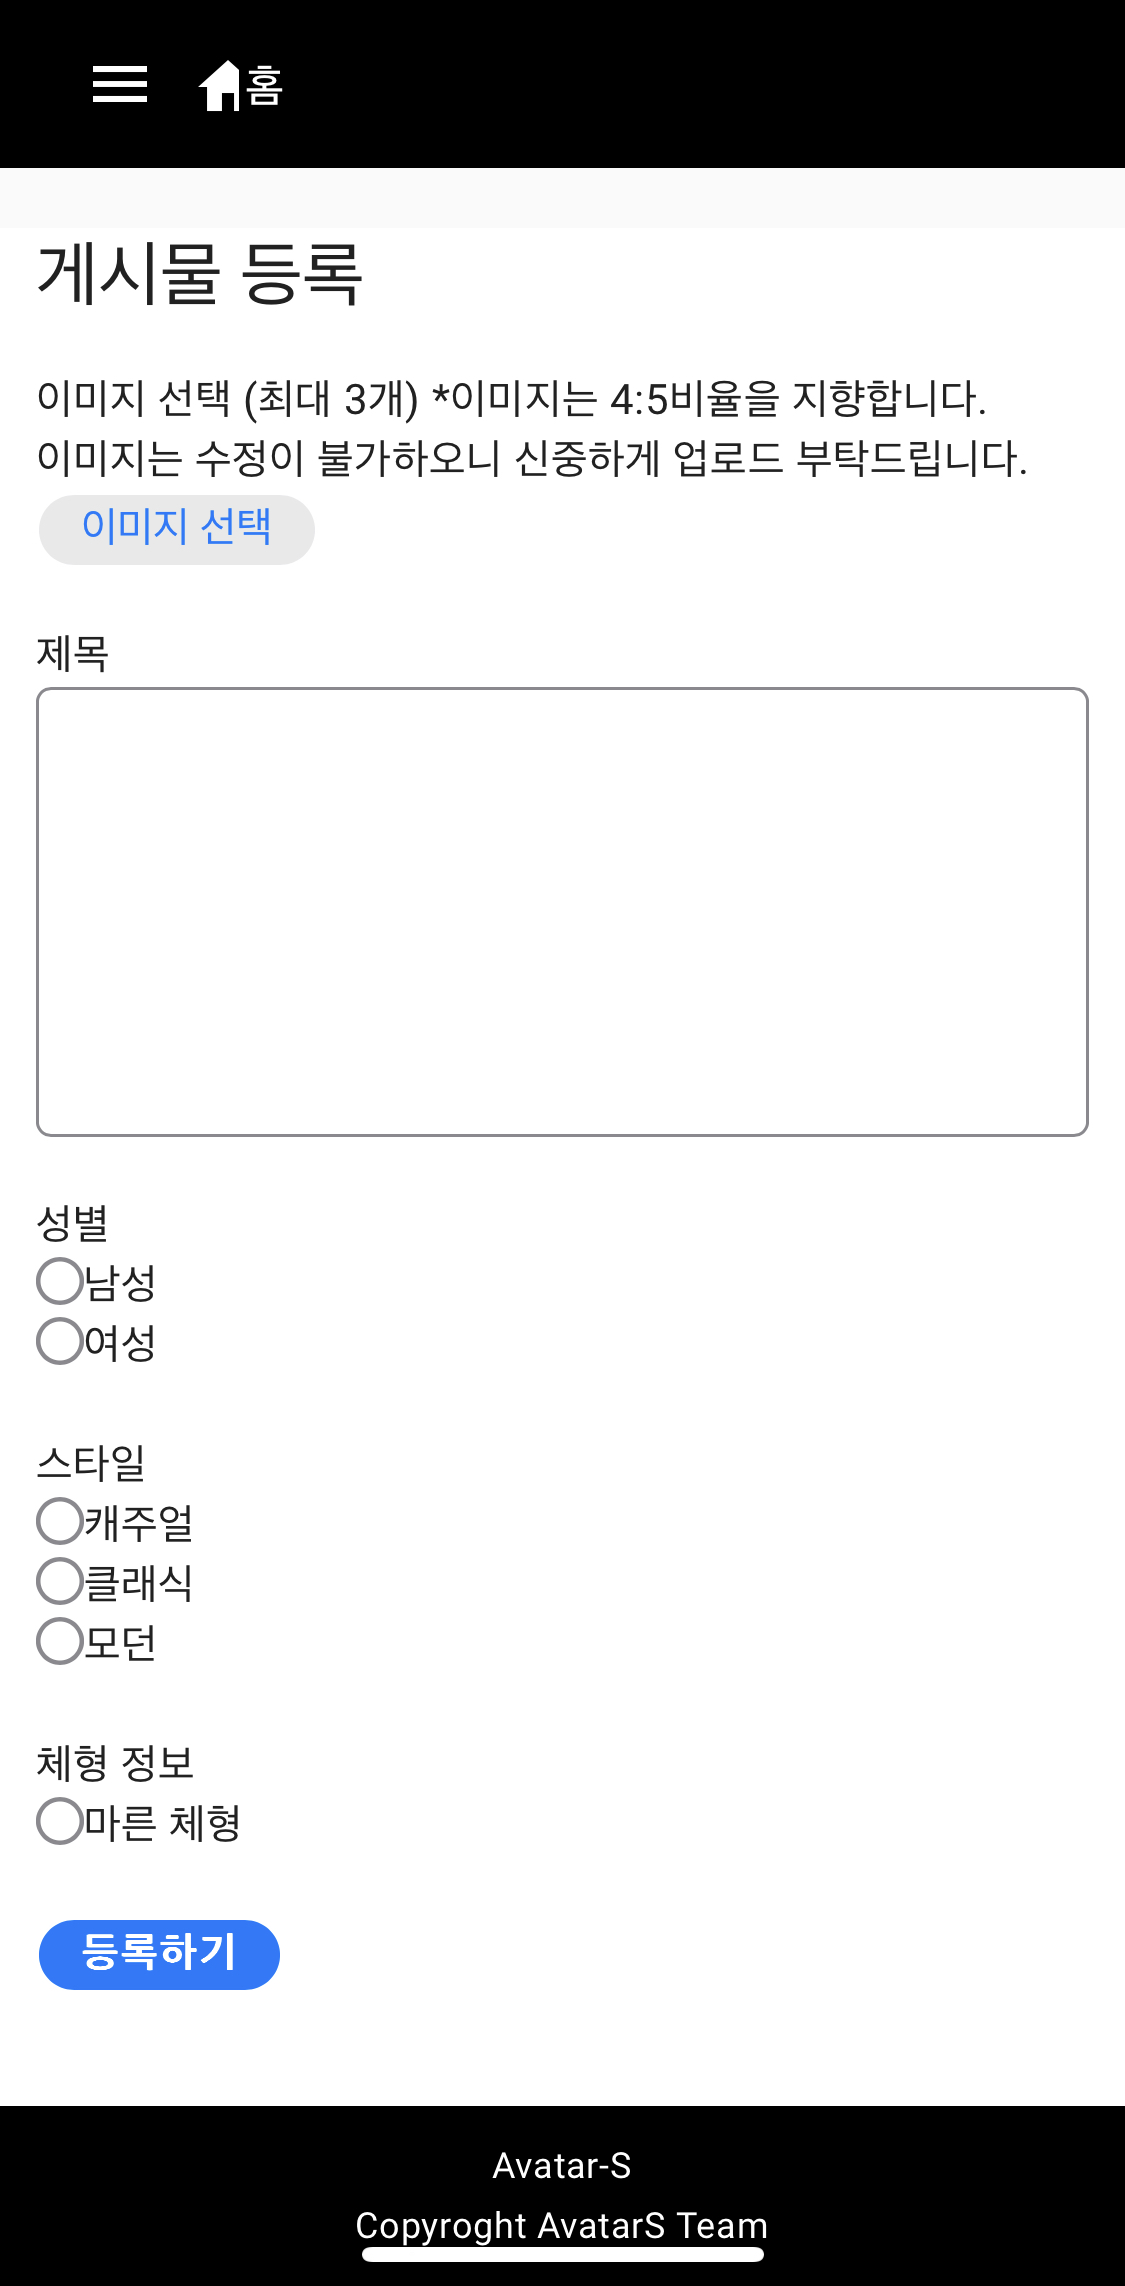 홈
게시물 등록
이미지 선택 (최대 3개) *이미지는 4:5비율을 지향합니다.
이미지는 수정이 불가하오니 신중하게 업로드 부탁드립니다.
이미지 선택
제목
성별
남성
여성
스타일
캐주얼
클래식
모던
체형 정보
마른 체형
등록하기
Avatar-S
Copyroght AvatarS Team